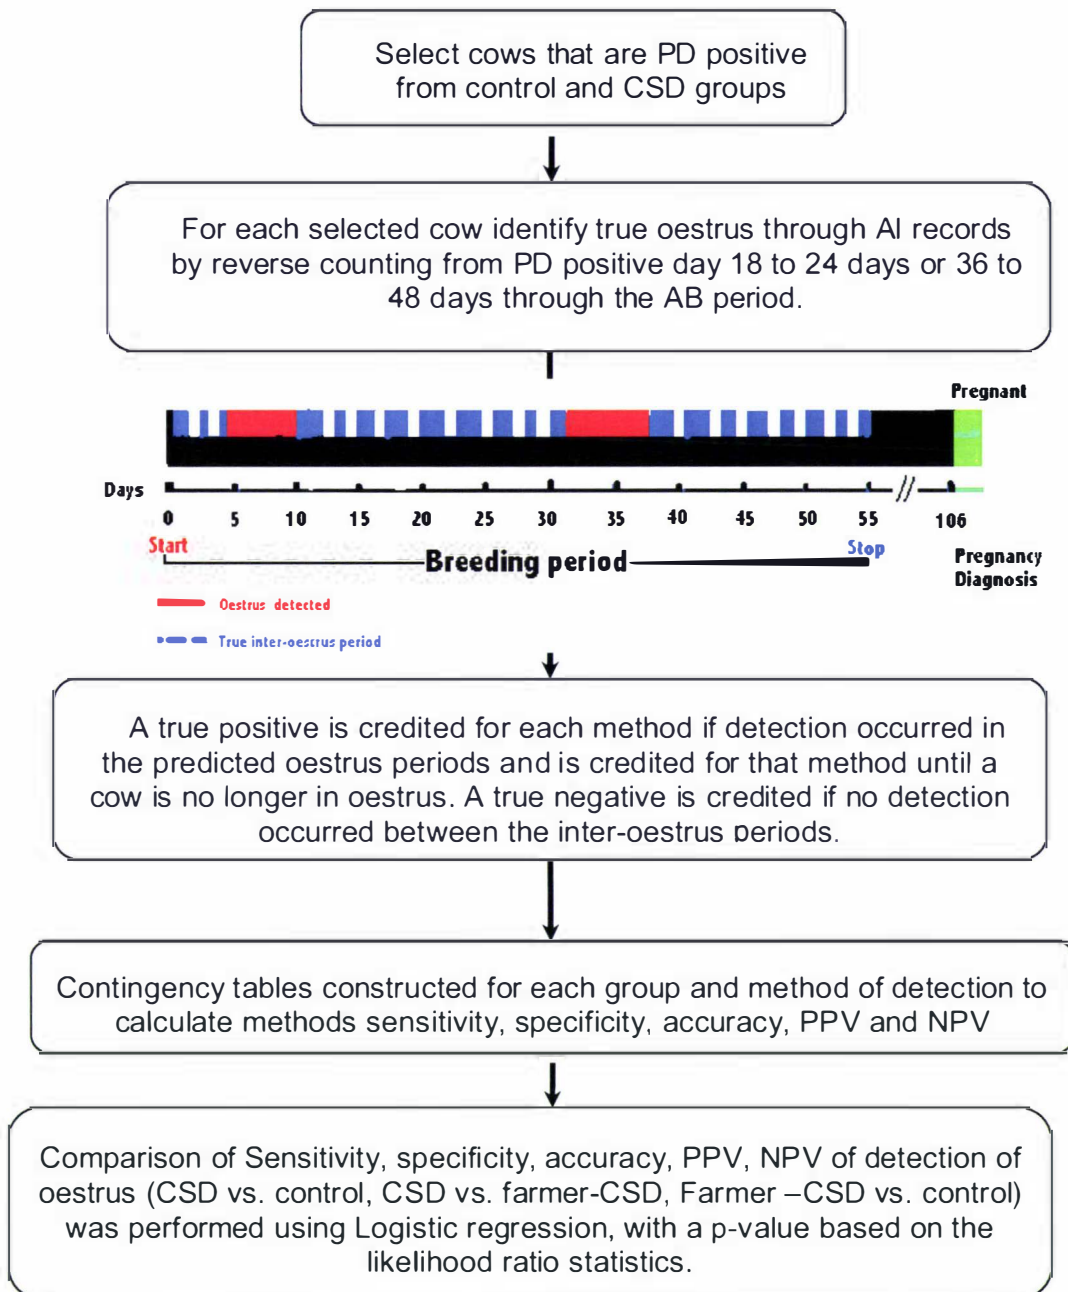 Select cows that are PD positive
from control and CSD groups
For each selected cow identify true oestrus through AI records
by reverse counting from PD positive day 18 to 24 days or 36 to
48 days through the AB period.
Pregnant
Days
0 5 10 15 20 25 30 35 40 45 50 55 // 106
Start
Breeding period
Stop
Pregnancy
Diagnosis
Oestrus detected
True inter-oestrus period
A true positive is credited for each method if detection occurred in
the predicted oestrus periods and is credited for that method until a
cow is no longer in oestrus. A true negative is credited if no detection
occurred between the inter-oestrus periods.
Contingency tables constructed for each group and method of detection to
calculate methods sensitivity, specificity, accuracy, PPV and NPV
Comparison of Sensitivity, specificity, accuracy, PPV, NPV of detection of
oestrus (CSD vs. control, CSD vs. farmer-CSD, Farmer –CSD vs. control)
was performed using Logistic regression, with a p-value based on the
likelihood ratio statistics.